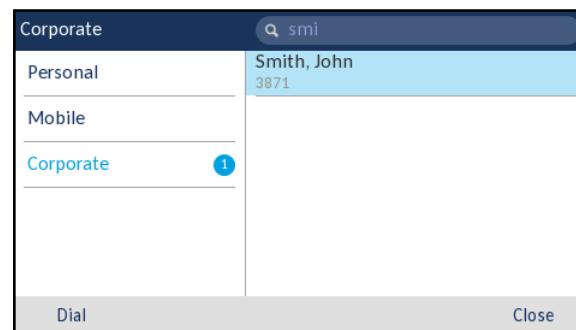 Corporate
smi
Personal
Mobile
Corporate 1
Smith, John
3871
Dial
Close